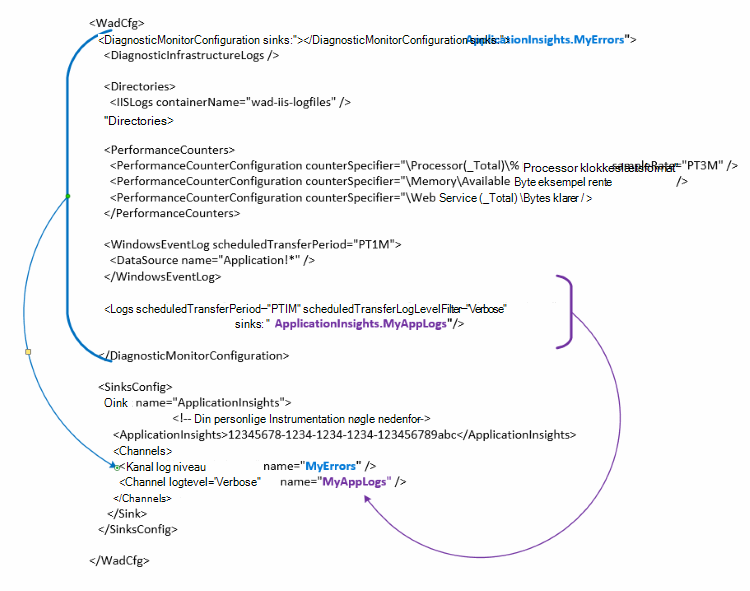 <WadCfg>
<DiagnosticMonitorConfiguration sinks:"></DiagnosticMonitorConfiguration sinks:"> ApplicationInsights.MyErrors">
<DiagnosticInfrastructureLogs />
<Directories>
<IISLogs containerName="wad-iis-logfiles" />
"Directories>
<PerformanceCounters>
<PerformanceCounterConfiguration counterSpecifier="\Processor(_Total)\% Processor klokkeslætsformat" sampleRate="PT3M" />
<PerformanceCounterConfiguration counterSpecifier="\Memory\Available Byte eksempel rente />
<PerformanceCounterConfiguration counterSpecifier="\Web Service (_Total) \Bytes klarer / >
</PerformanceCounters>
<WindowsEventLog scheduledTransferPeriod="PT1M">
<DataSource name="Application!*" />
</WindowsEventLog>
<Logs scheduledTransferPeriod="PTIM" scheduledTransferLogLevelFilter="Verbose"
sinks: " ApplicationInsights.MyAppLogs"/>
</DiagnosticMonitorConfiguration>
<SinksConfig>
Oink name="ApplicationInsights">
<!-- Din personlige Instrumentation nøgle nedenfor->
<ApplicationInsights>12345678-1234-1234-1234-123456789abc</ApplicationInsights>
<Channels>
<Kanal log niveau name="MyErrors" />
<Channel logtevel="Verbose" name="MyAppLogs" />
</Channels>
</Sink>
</SinksConfig>
</WadCfg>